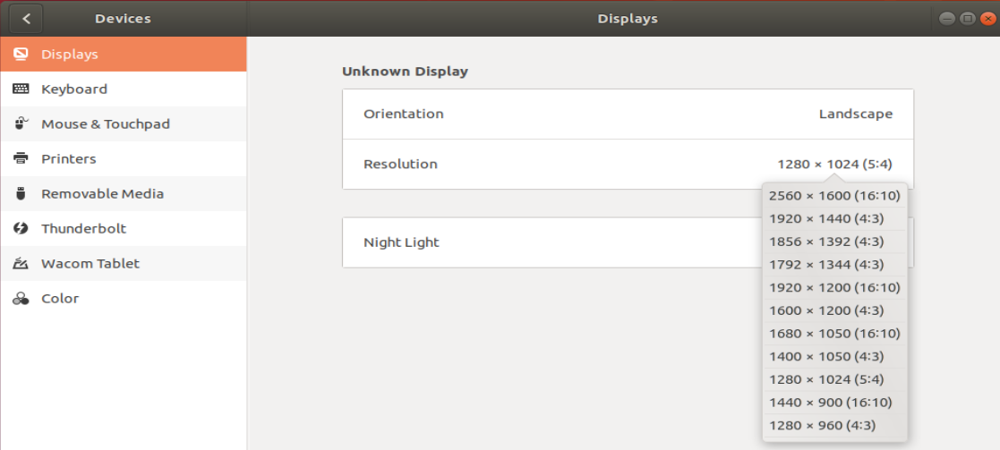 Devices
Displays
Displays
Keyboard
Mouse & Touchpad
Printers
Removable Media
Thunderbolt
Wacom Tablet
Color
Unknown Display
Orientation Landscape
Resolution 1280 × 1024 (5:4)
2560 × 1600 (16:10)
1920 × 1440 (4:3)
1856 × 1392 (4:3)
1792 × 1344 (4:3)
1920 × 1200 (16:10)
1600 × 1200 (4:3)
1680 × 1050 (16:10)
1400 × 1050 (4:3)
1280 × 1024 (5:4)
1440 × 900 (16:10)
1280 × 960 (4:3)
Night Light